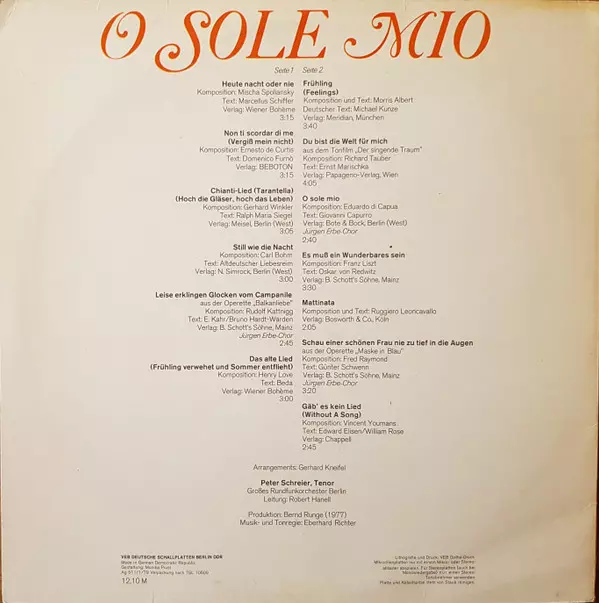 O SOLE MIO
Seite 1
Heute nacht oder nie
Komposition: Mischa Spoliansky
Text: Marcellus Schiffer
Verlag: Wiener Bohème
3:15
Non ti scordar di me
(Vergiß mein nicht)
Komposition: Ernesto de Curtis
Text: Domenico Furnò
Verlag: BEBOTON
3:15
Chianti-Lied (Tarantella)
(Hoch die Gläser, hoch das Leben)
Komposition: Gerhard Winkler
Text: Ralph Maria Siegel
Verlag: Meisel, Berlin (West)
3:05
Still wie die Nacht
Komposition: Carl Bohm
Text: Altdeutscher Liebesreim
Verlag: N. Simrock, Berlin (West)
3:00
Leise erklingen Glocken vom Campanile
aus der Operette „Balkanliebe"
Komposition: Rudolf Kattnigg
Text: E. Kahr/Bruno Hardt-Warden
Verlag: B. Schott's Söhne, Mainz
Jürgen Erbe-Chor
2:45
Das alte Lied
(Frühling verwehet und Sommer entflieht)
Komposition: Henry Love
Text: Beda
Verlag: Wiener Bohème
3:00
Seite 2
Frühling
(Feelings)
Komposition und Text: Morris Albert
Deutscher Text: Michael Kunze
Verlag: Meridian, München
3:40
Du bist die Welt für mich
aus dem Tonfilm „Der singende Traum"
Komposition: Richard Tauber
Text: Ernst Marischka
Verlag: Papageno-Verlag, Wien
4:05
O sole mio
Komposition: Eduardo di Capua
Text: Giovanni Capurro
Verlag: Bote & Bock, Berlin (West)
Jürgen Erbe-Chor
2:40
Es muß ein Wunderbares sein
Komposition: Franz Liszt
Text: Oskar von Redwitz
Verlag: B. Schott's Söhne, Mainz
3:30
Mattinata
Komposition und Text: Ruggiero Leoncavallo
Verlag: Bosworth & Co., Köln
2:05
Schau einer schönen Frau nie zu tief in die Augen
aus der Operette „Maske in Blau"
Komposition: Fred Raymond
Text: Günter Schwenn
Verlag: B. Schott's Söhne, Mainz
Jürgen Erbe-Chor
3:20
Gäb' es kein Lied
(Without A Song)
Komposition: Vincent Youmans
Text: Edward Elisen/William Rose
Verlag: Chappell
2:45
Arrangements: Gerhard Kneifel
Peter Schreier, Tenor
Großes Rundfunkorchester Berlin
Leitung: Robert Hanell
Produktion: Bernd Runge (1977)
Musik- und Tonregie: Eberhard Richter
VEB DEUTSCHE SCHALLPLATTEN BERLIN DDR
Made in German Democratic Republic
Gestaltung: Monika Prust
12,10 M
Lithografie und Druck: VEB Gotha-Druck